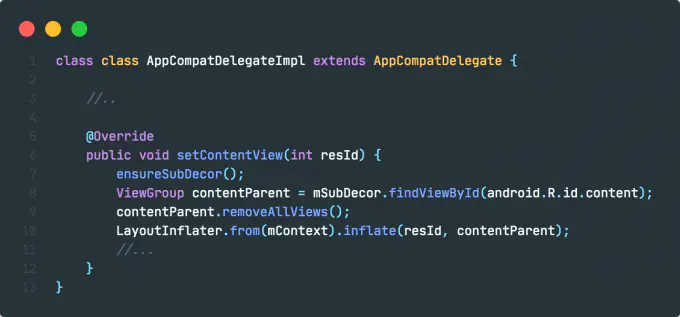 1 class class AppCompatDelegateImpl extends AppCompatDelegate {
2
3 //..
4
5 @Override
6 public void setContentView(int resId) {
7 ensureSubDecor();
8 ViewGroup contentParent = mSubDecor.findViewById(android.R.id.content);
9 contentParent.removeAllViews();
10 LayoutInflater.from(mContext).inflate(resId, contentParent);
11 //...
12 }
13 }